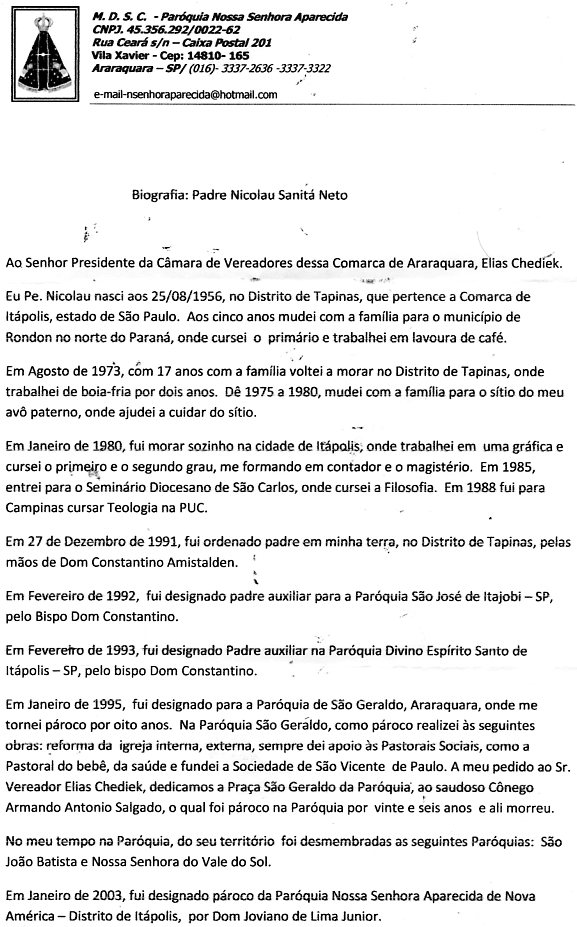 M. D. S. C. - Paróquia Nossa Senhora Aparecida
CNPJ. 45.356.292/0022-62
Rua Ceará s/n – Caixa Postal 201
Vila Xavier - Cep: 14810- 165
Araraquara – SP/ (016)- 3337-2636 -3337-3322
e-mail-nsenhoraparecida@hotmail.com
Biografia: Padre Nicolau Sanitá Neto
Ao Senhor Presidente da Câmara de Vereadores dessa Comarca de Araraquara, Elias Chediek.
Eu Pe. Nicolau nasci aos 25/08/1956, no Distrito de Tapinas, que pertence a Comarca de
Itápolis, estado de São Paulo. Aos cinco anos mudei com a família para o município de
Rondon no norte do Paraná, onde cursei o primário e trabalhei em lavoura de café.
Em Agosto de 1973, com 17 anos com a família voltei a morar no Distrito de Tapinas, onde
trabalhei de boia-fria por dois anos. Dê 1975 a 1980, mudei com a família para o sítio do meu
avô paterno, onde ajudei a cuidar do sítio.
Em Janeiro de 1980, fui morar sozinho na cidade de Itápolis, onde trabalhei em uma gráfica e
cursei o primeiro e o segundo grau, me formando em contador e o magistério. Em 1985,
entrei para o Seminário Diocesano de São Carlos, onde cursei a Filosofia. Em 1988 fui para
Campinas cursar Teologia na PUC.
Em 27 de Dezembro de 1991, fui ordenado padre em minha terra, no Distrito de Tapinas, pelas
mãos de Dom Constantino Amistalden.
Em Fevereiro de 1992, fui designado padre auxiliar para a Paróquia São José de Itajobi – SP,
pelo Bispo Dom Constantino.
Em Fevereiro de 1993, fui designado Padre auxiliar na Paróquia Divino Espírito Santo de
Itápolis – SP, pelo bispo Dom Constantino.
Em Janeiro de 1995, fui designado para a Paróquia de São Geraldo, Araraquara, onde me
tornei pároco por oito anos. Na Paróquia São Geraldo, como pároco realizei às seguintes
obras: reforma da igreja interna, externa, sempre dei apoio às Pastorais Sociais, como a
Pastoral do bebê, da saúde e fundei a Sociedade de São Vicente de Paulo. A meu pedido ao Sr.
Vereador Elias Chediek, dedicamos a Praça São Geraldo da Paróquia, ao saudoso Cônego
Armando Antonio Salgado, o qual foi pároco na Paróquia por vinte e seis anos e ali morreu.
No meu tempo na Paróquia, do seu território foi desmembradas as seguintes Paróquias: São
João Batista e Nossa Senhora do Vale do Sol.
Em Janeiro de 2003, fui designado pároco da Paróquia Nossa Senhora Aparecida de Nova
América – Distrito de Itápolis, por Dom Joviano de Lima Junior.